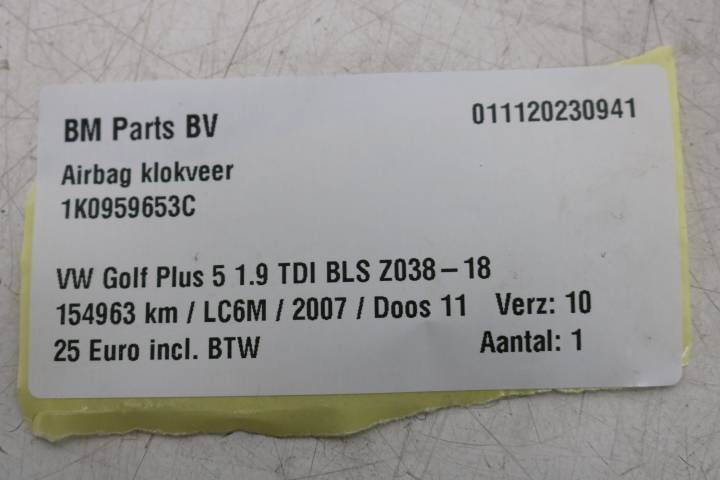 BM Parts BV 011120230941
Airbag klokveer
1K0959653C
VW Golf Plus 5 1.9 TDI BLS Z038-18
154963 km / LC6M / 2007 / Doos 11 Verz: 10
25 Euro incl. BTW Aantal: 1